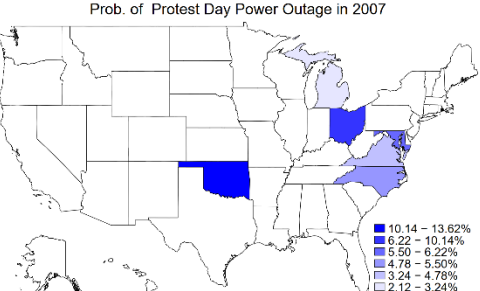 Prob. of Protest Day Power Outage in 2007
10.14 − 13.62%
6.22 − 10.14%
5.50 − 6.22%
4.78 − 5.50%
3.24 − 4.78%
2.12 − 3.24%